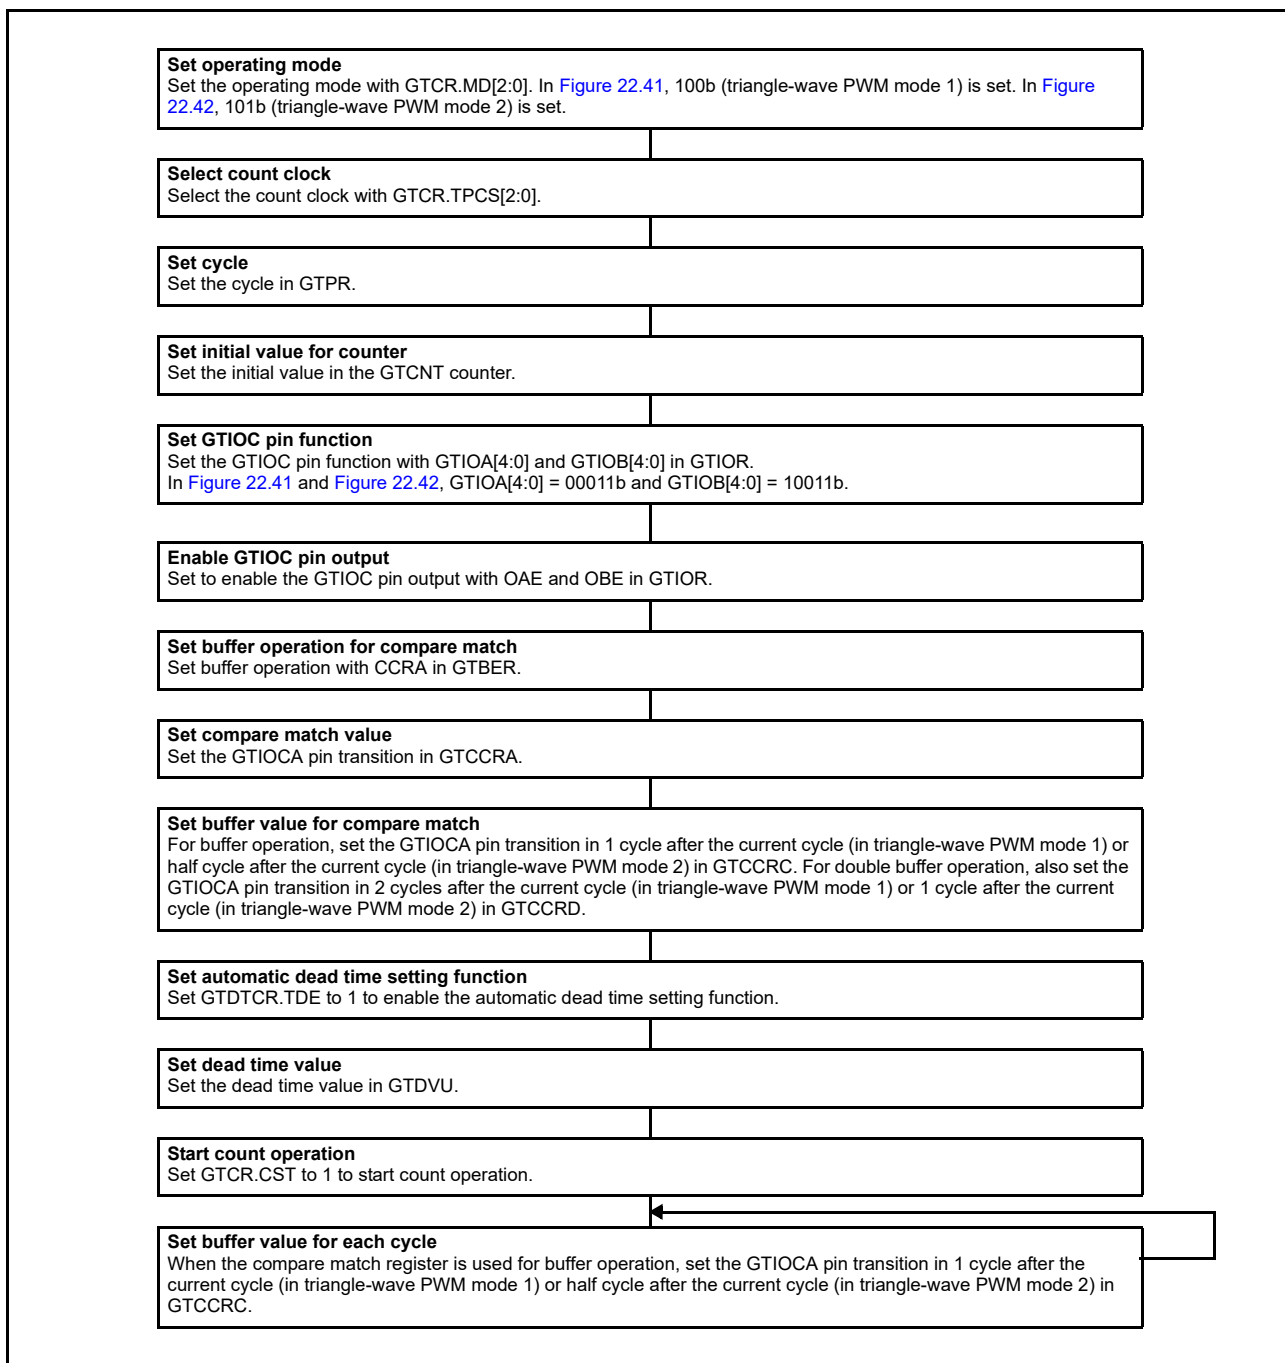 Set operating mode
Set the operating mode with GTCR.MD[2:0]. In Figure 22.41, 100b (triangle-wave PWM mode 1) is set. In Figure
22.42, 101b (triangle-wave PWM mode 2) is set.
Select count clock
Select the count clock with GTCR.TPCS[2:0].
Set cycle
Set the cycle in GTPR.
Set initial value for counter
Set the initial value in the GTCNT counter.
Set GTIOC pin function
Set the GTIOC pin function with GTIOA[4:0] and GTIOB[4:0] in GTIOR.
In Figure 22.41 and Figure 22.42, GTIOA[4:0] = 00011b and GTIOB[4:0] = 10011b.
Enable GTIOC pin output
Set to enable the GTIOC pin output with OAE and OBE in GTIOR.
Set buffer operation for compare match
Set buffer operation with CCRA in GTBER.
Set compare match value
Set the GTIOCA pin transition in GTCCRA.
Set buffer value for compare match
For buffer operation, set the GTIOCA pin transition in 1 cycle after the current cycle (in triangle-wave PWM mode 1) or
half cycle after the current cycle (in triangle-wave PWM mode 2) in GTCCRC. For double buffer operation, also set the
GTIOCA pin transition in 2 cycles after the current cycle (in triangle-wave PWM mode 1) or 1 cycle after the current
cycle (in triangle-wave PWM mode 2) in GTCCRD.
Set automatic dead time setting function
Set GTDTCR.TDE to 1 to enable the automatic dead time setting function.
Set dead time value
Set the dead time value in GTDVU.
Start count operation
Set GTCR.CST to 1 to start count operation.
Set buffer value for each cycle
When the compare match register is used for buffer operation, set the GTIOCA pin transition in 1 cycle after the
current cycle (in triangle-wave PWM mode 1) or half cycle after the current cycle (in triangle-wave PWM mode 2) in
GTCCRC.